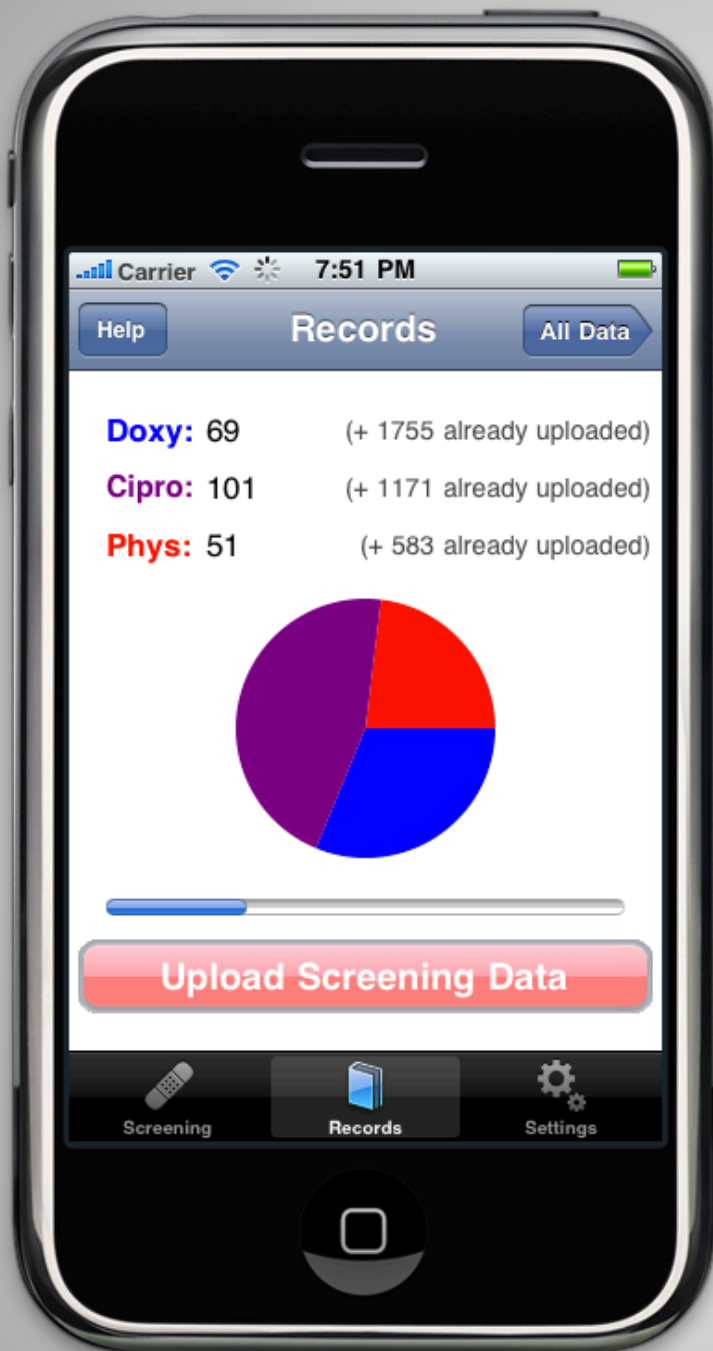 Carrier 7:51 PM
Help Records All Data
Doxy: 69 (+ 1755 already uploaded)
Cipro: 101 (+ 1171 already uploaded)
Phys: 51 (+ 583 already uploaded)
Upload Screening Data
Screening Records Settings